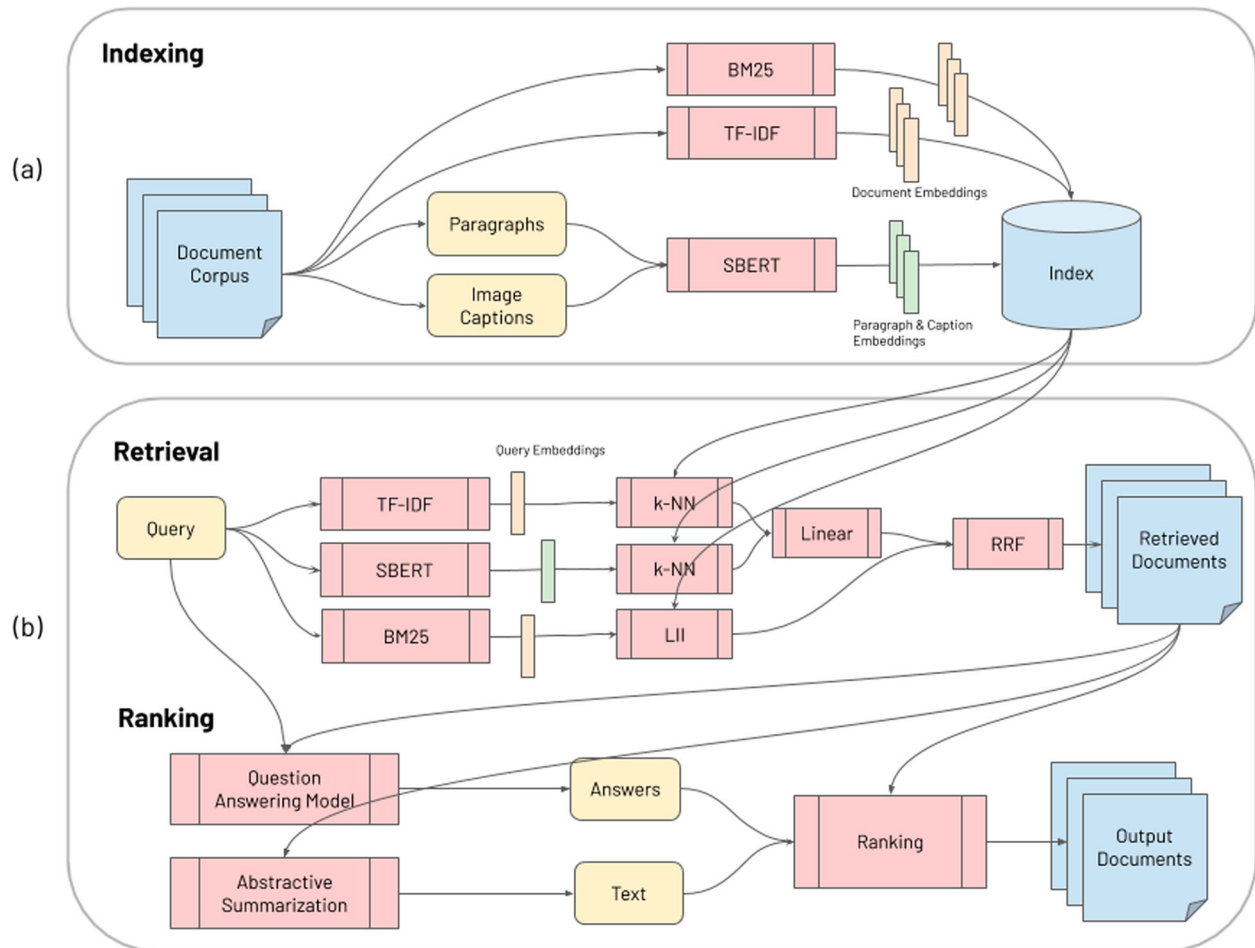 (a)
Indexing
BM25
TF-IDF
Document Embeddings
Document
Corpus
Paragraphs
Image
Captions
SBERT
Paragraph & Caption
Embeddings
Index
(b)
Retrieval
Query Embeddings
Query
TF-IDF
k-NN
SBERT
k-NN
BM25
LII
Linear
RRF
Retrieved
Documents
Ranking
Question
Answering Model
Answers
Abstractive
Summarization
Text
Ranking
Output
Documents